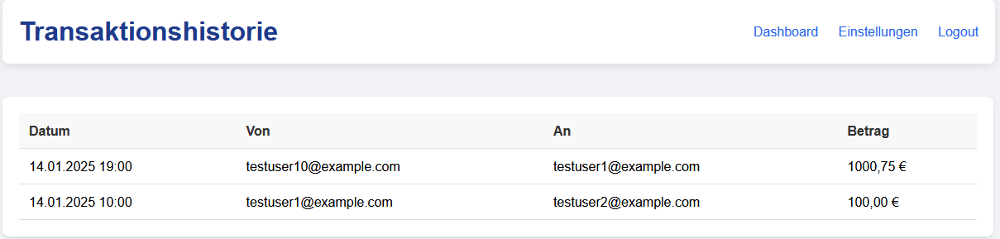 Transaktionshistorie Dashboard Einstellungen Logout
Datum Von An Betrag
14.01.2025 19:00 testuser10@example.com testuser1@example.com 1000,75 €
14.01.2025 10:00 testuser1@example.com testuser2@example.com 100,00 €